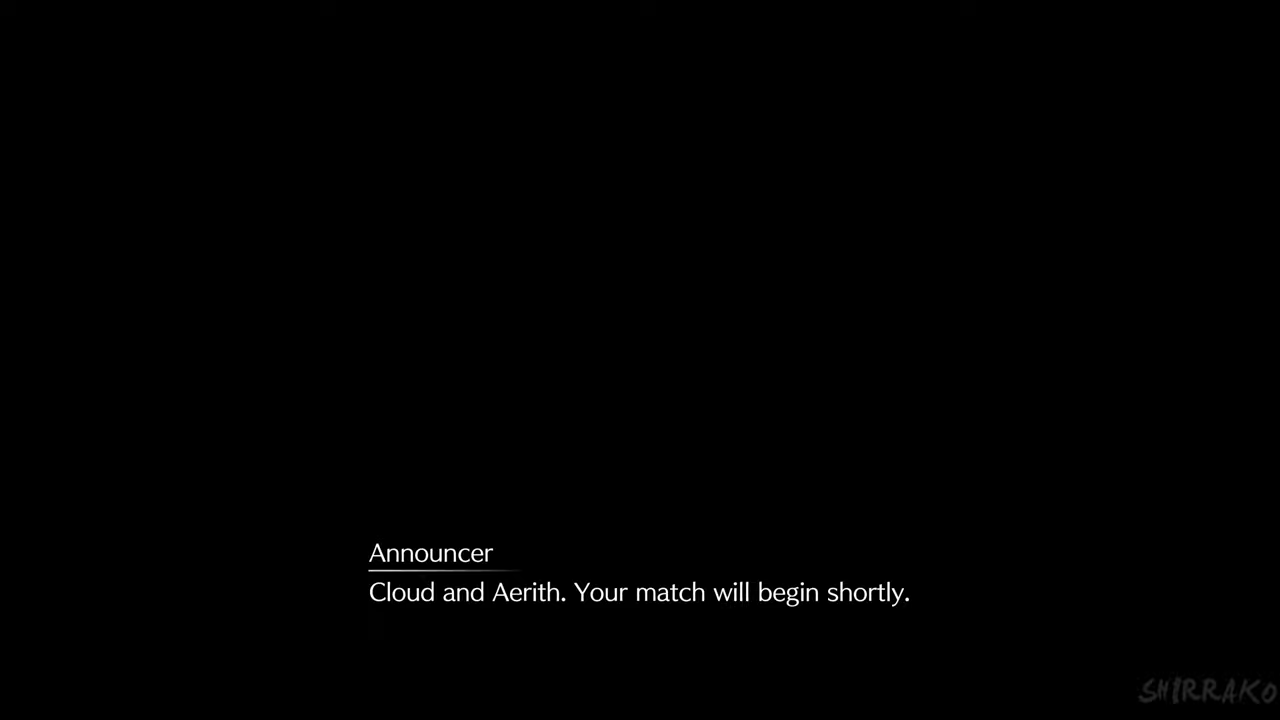 Announcer
Cloud and Aerith. Your match will begin shortly.
SHIRRAKO